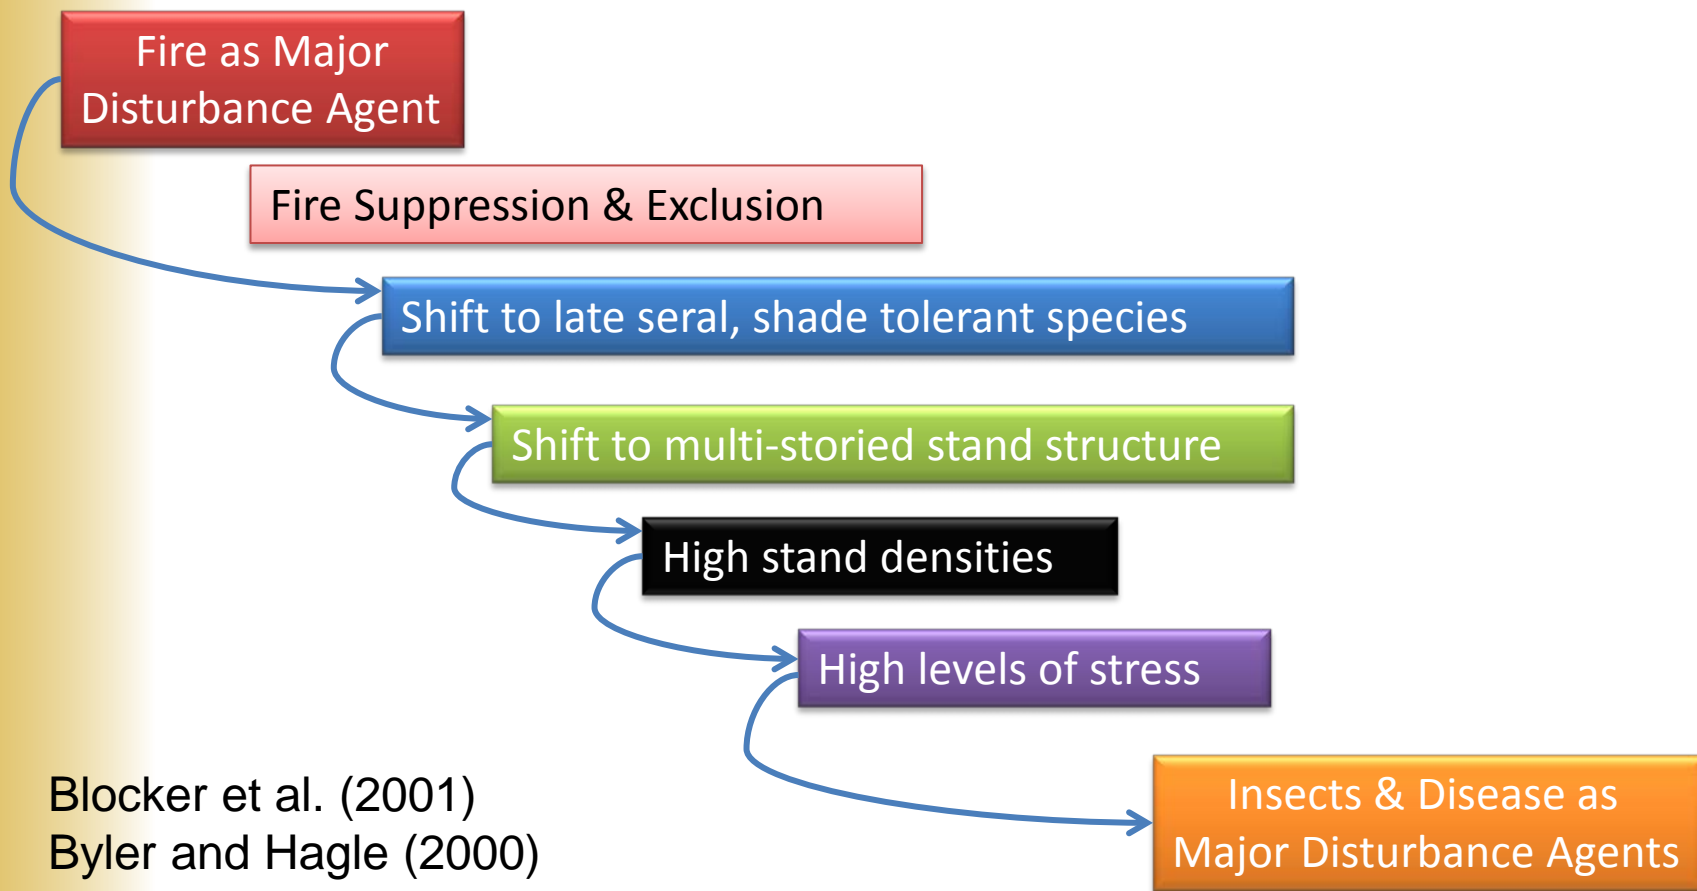 Fire as Major
Disturbance Agent
Fire Suppression & Exclusion
Shift to late seral, shade tolerant species
Shift to multi-storied stand structure
High stand densities
High levels of stress
Insects & Disease as
Major Disturbance Agents
Blocker et al. (2001)
Byler and Hagle (2000)